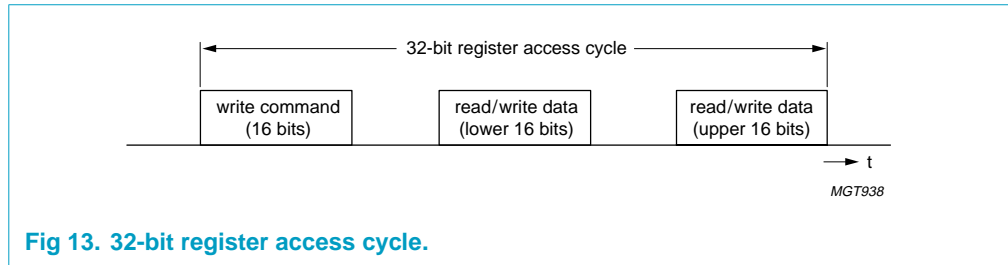 32-bit register access cycle
write command
(16 bits)
read/write data
(lower 16 bits)
read/write data
(upper 16 bits)
t
MGT938
Fig 13. 32-bit register access cycle.